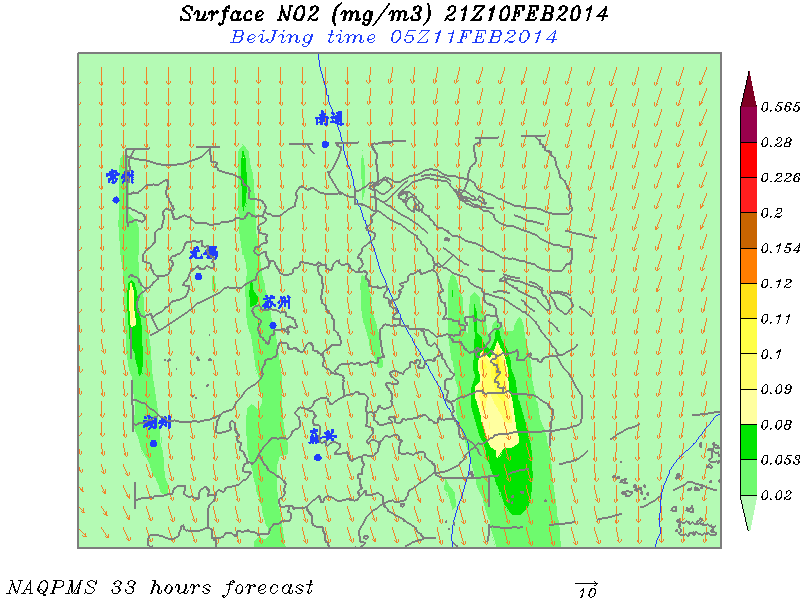 Surface NO2 (mg/m3) 21Z10FEB2014
BeiJing time 05Z11FEB2014
南通
常州
无锡
苏州
湖州
嘉兴
0.565
0.28
0.226
0.2
0.154
0.12
0.11
0.1
0.09
0.08
0.053
0.02
NAQPMS 33 hours forecast
10